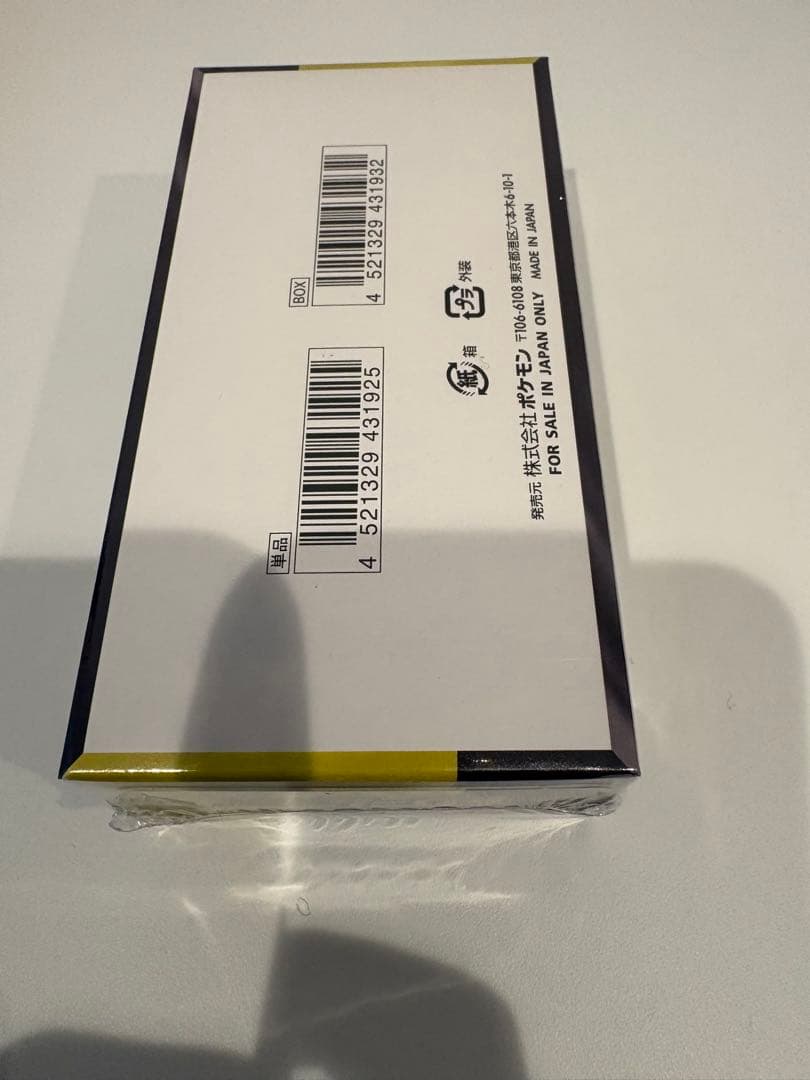 単品
4 521329 431925
BOX
4 521329 431932
紙 箱
プラ 外装
発売元 株式会社 ポケモン 〒106-6108 東京都港区六本木6-10-1
FOR SALE IN JAPAN ONLY MADE IN JAPAN